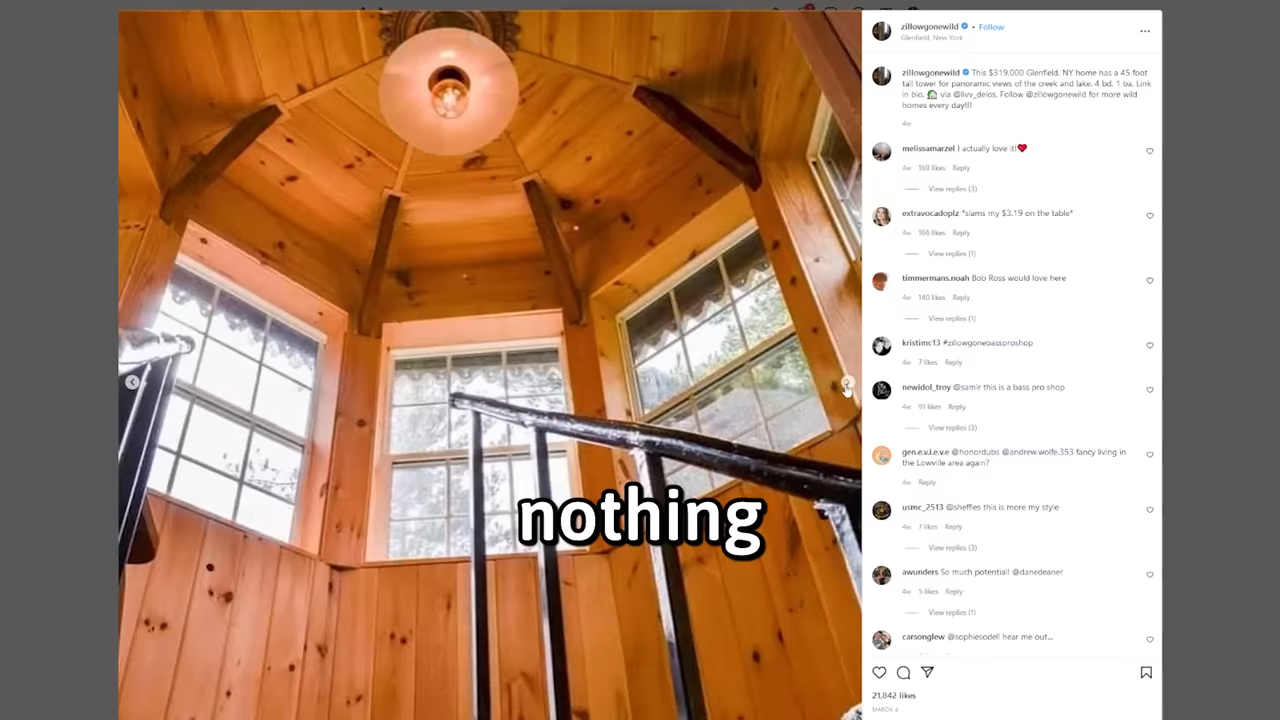 zillowgonewild • Follow
Glenfield, New York
zillowgonewild This $319,000 Glenfield, NY home has a 45 foot
tall tower for panoramic views of the creek and lake. 4 bd, 1 ba. Link
in bio. 🏡 via @livv_delos. Follow @zillowgonewild for more wild
homes every day!!!
4w
melissamarzel I actually love it!❤️
4w 169 likes Reply
View replies (3)
extravocadoplz *slams my $3.19 on the table*
4w 166 likes Reply
View replies (1)
timmermans.noah Bob Ross would love here
4w 140 likes Reply
View replies (1)
kristimc13 #zillowgonebassproshop
4w 7 likes Reply
newidol_troy @samir this is a bass pro shop
4w 91 likes Reply
View replies (3)
gen.e.v.i.e.v.e @honordubs @andrew.wolfe.353 fancy living in
the Lowville area again?
4w Reply
usmc_2513 @sheffies this is more my style
4w 7 likes Reply
View replies (3)
nothing
awunders So much potential! @danedeaner
4w 5 likes Reply
View replies (1)
carsonglew @sophiesodell hear me out...
21,842 likes
MARCH 4